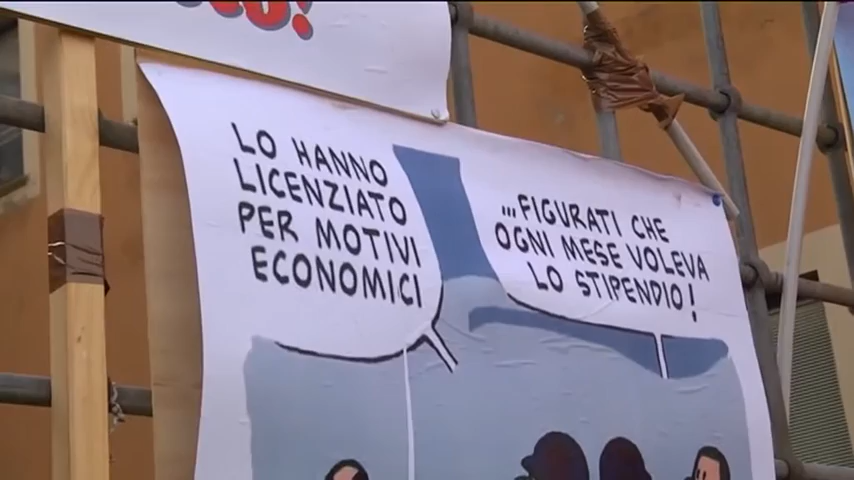 LO HANNO
LICENZIATO
PER MOTIVI
ECONOMICI
...FIGURATI CHE
OGNI MESE VOLEVA
LO STIPENDIO!